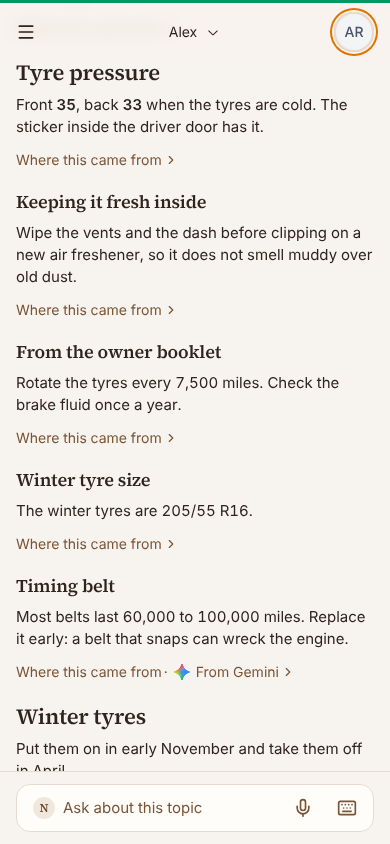 Alex
AR
Tyre pressure
Front 35, back 33 when the tyres are cold. The
sticker inside the driver door has it.
Where this came from
Keeping it fresh inside
Wipe the vents and the dash before clipping on a
new air freshener, so it does not smell muddy over
old dust.
Where this came from
From the owner booklet
Rotate the tyres every 7,500 miles. Check the
brake fluid once a year.
Where this came from
Winter tyre size
The winter tyres are 205/55 R16.
Where this came from
Timing belt
Most belts last 60,000 to 100,000 miles. Replace
it early: a belt that snaps can wreck the engine.
Where this came from · From Gemini
Winter tyres
Put them on in early November and take them off
in April
N Ask about this topic